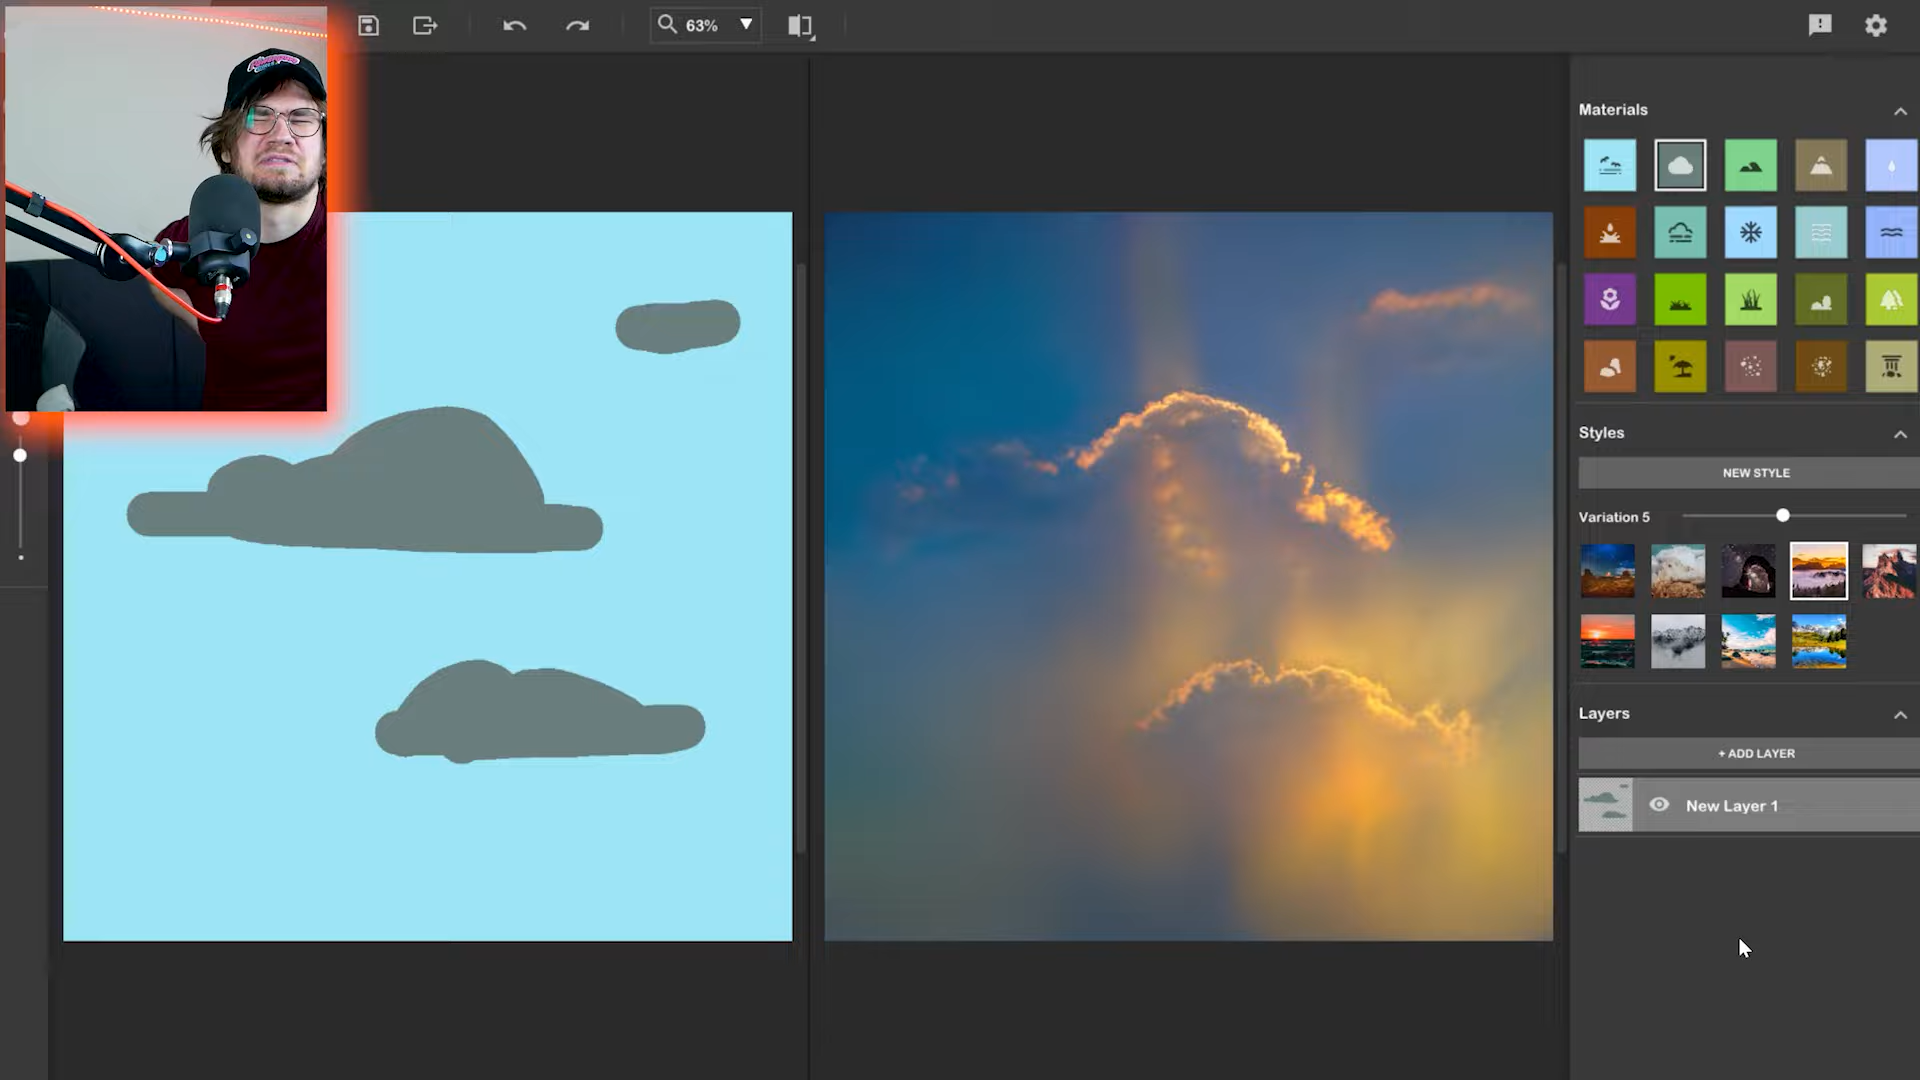 63%
Materials
Styles
NEW STYLE
Variation 5
Layers
+ ADD LAYER
New Layer 1